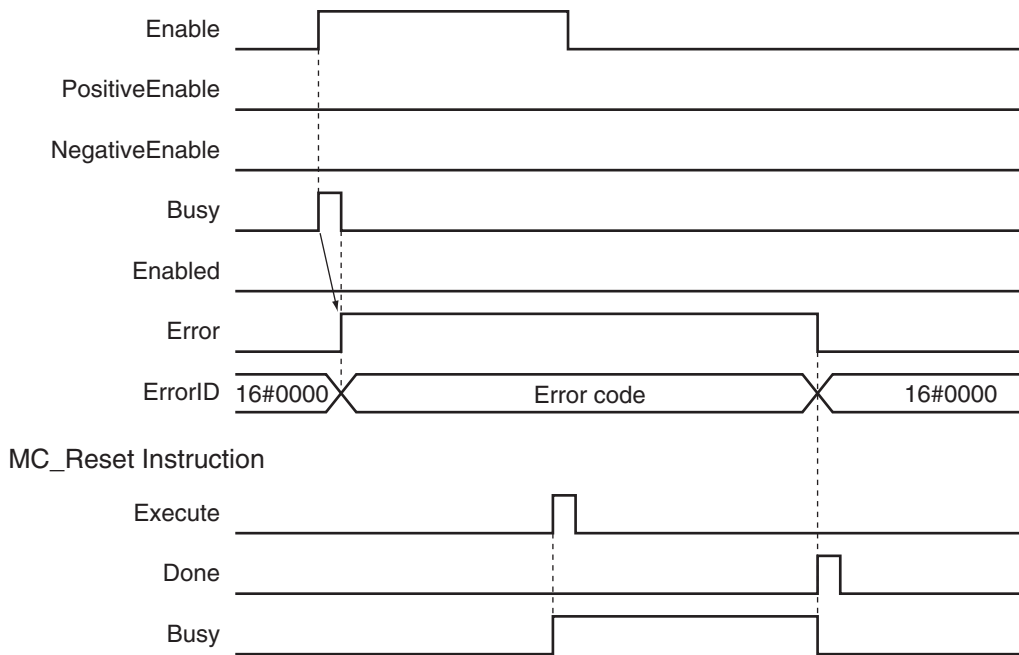 Enable
PositiveEnable
NegativeEnable
Busy
Enabled
Error
ErrorID 16#0000 Error code 16#0000
MC_Reset Instruction
Execute
Done
Busy